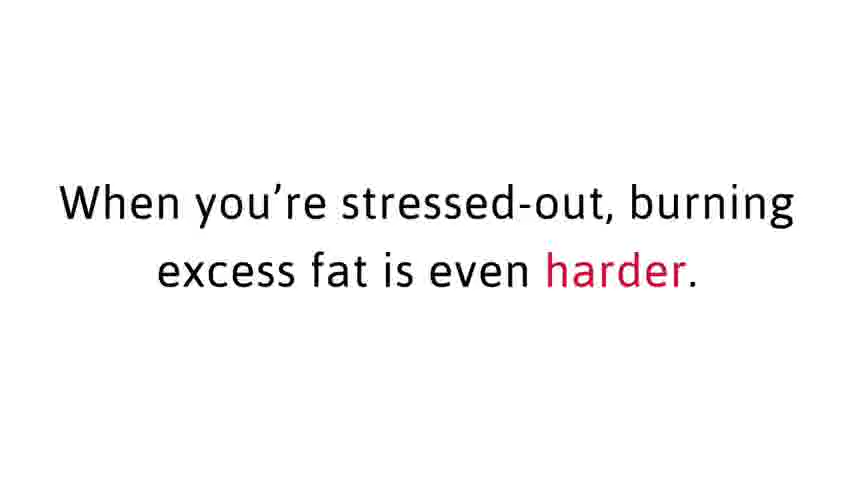 When you’re stressed-out, burning
excess fat is even harder.